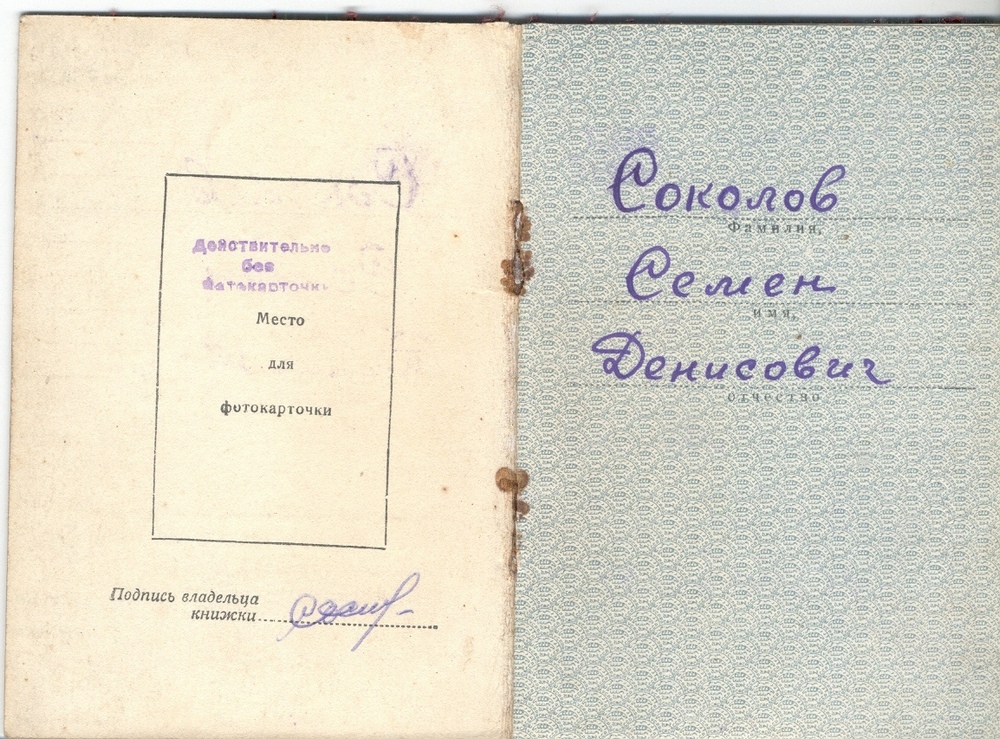 Действительно
без
фотокарточки
Место
для
фотокарточки
Подпись владельца
книжки
Соколов
Фамилия,
Семен
имя,
Денисович
отчество